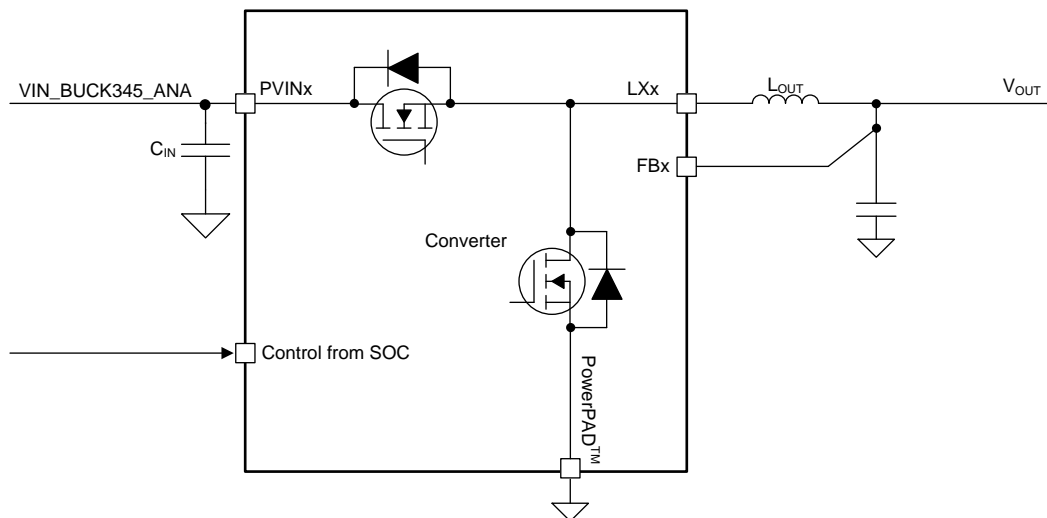 VIN_BUCK345_ANA
PVINx
LXx
LOUT
VOUT
CIN
FBx
Converter
Control from SOC
PowerPAD™